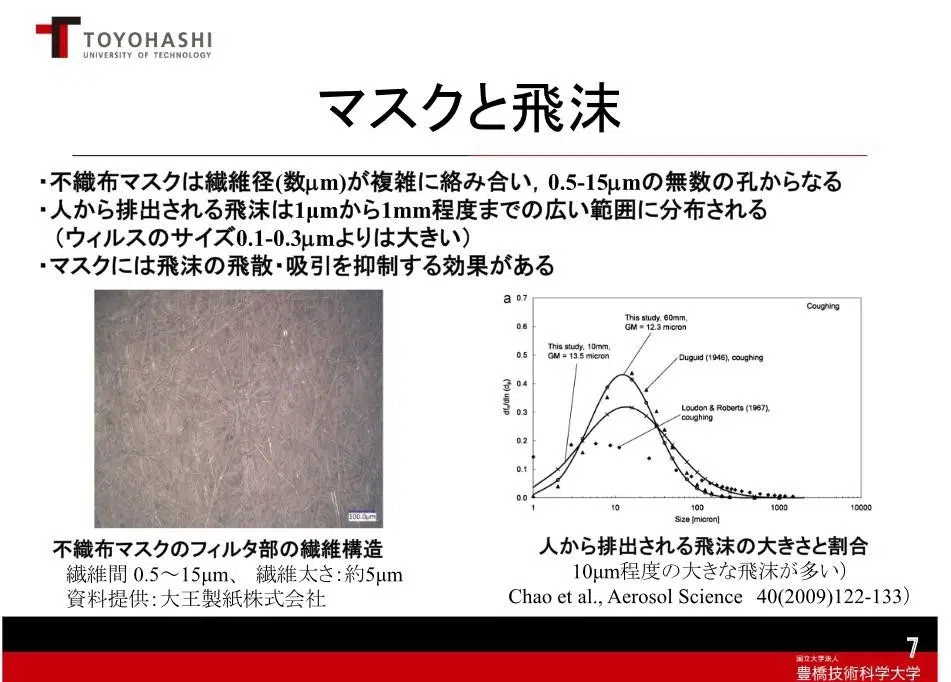 TOYOHASHI
UNIVERSITY OF TECHNOLOGY
マスクと飛沫
・不織布マスクは繊維径(数μm)が複雑に絡み合い，0.5-15μmの無数の孔からなる
・人から排出される飛沫は1μmから1mm程度までの広い範囲に分布される
（ウィルスのサイズ0.1-0.3μmよりは大きい）
・マスクには飛沫の飛散・吸引を抑制する効果がある
100.0μm
不織布マスクのフィルタ部の繊維構造
繊維間 0.5～15μm、 繊維太さ：約5μm
資料提供：大王製紙株式会社
a
Coughing
This study, 60mm,
GM = 12.3 micron
This study, 10mm,
GM = 13.5 micron
Duguid (1946), coughing
Loudon & Roberts (1967),
coughing
0.7
0.6
0.5
0.4
0.3
0.2
0.1
0.0
1 10 100 1000 10000
Size [micron]
人から排出される飛沫の大きさと割合
10μm程度の大きな飛沫が多い）
Chao et al., Aerosol Science 40(2009)122-133）
7
国立大学法人
豊橋技術科学大学